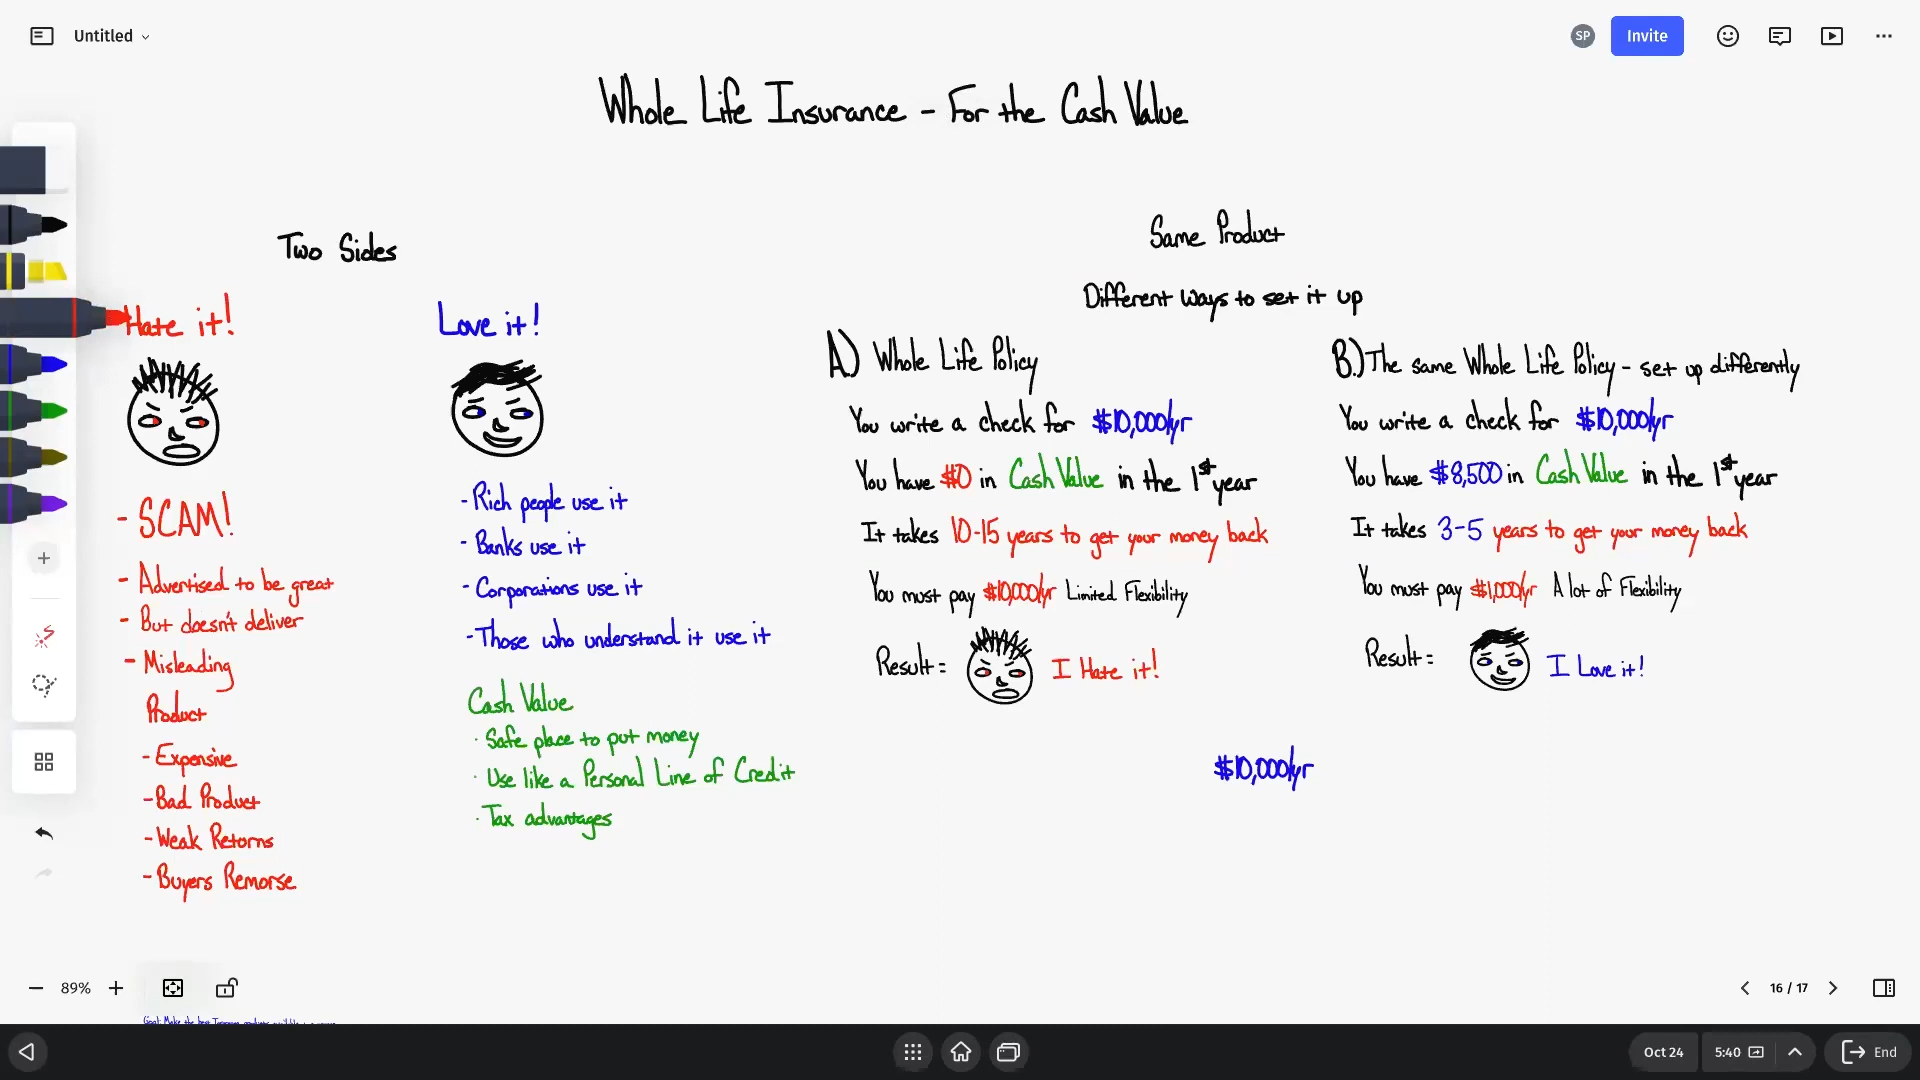 Untitled
SP
Invite
Whole Life Insurance - For the Cash Value
Two Sides
Hate it!
- SCAM!
- Advertised to be great
- But doesn't deliver
- Misleading
Product
- Expensive
- Bad Product
- Weak Returns
- Buyers Remorse
Love it!
- Rich people use it
- Banks use it
- Corporations use it
- Those who understand it use it
Cash Value
· Safe place to put money
· Use like a Personal Line of Credit
· Tax advantages
Same Product
Different ways to set it up
A) Whole Life Policy
You write a check for $10,000/yr
You have $0 in Cash Value in the 1st year
It takes 10-15 years to get your money back
You must pay $10,000/yr Limited Flexibility
Result = I Hate it!
B.) The same Whole Life Policy - set up differently
You write a check for $10,000/yr
You have $8,500 in Cash Value in the 1st year
It takes 3-5 years to get your money back
You must pay $1,000/yr A lot of Flexibility
Result = I Love it!
$10,000/yr
89%
16 / 17
Oct 24
5:40
End